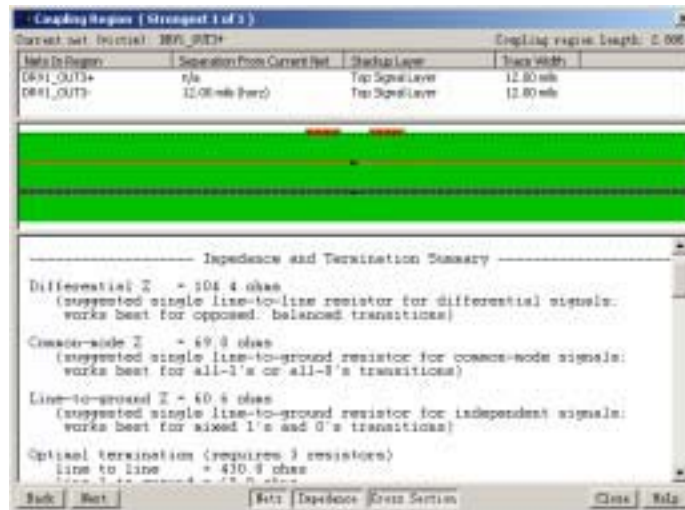 Coupling Region ( Strongest 1 of 1 )
Current net (victim) DRV1_OUT3+ Coupling region length: 2.000
Nets In Region Separation From Current Net Stackup Layer Trace Width
DRV1_OUT3+ n/a Top Signal Layer 12.00 mils
DRV1_OUT3- 12.00 mils (horz) Top Signal Layer 12.00 mils
Impedance and Termination Summary
Differential Z = 104.4 ohms
(suggested single line-to-line resistor for differential signals;
works best for opposed, balanced transitions)
Common-mode Z = 69.0 ohms
(suggested single line-to-ground resistor for common-mode signals;
works best for all-1's or all-0's transitions)
Line-to-ground Z = 60.6 ohms
(suggested single line-to-ground resistor for independent signals;
works best for mixed 1's and 0's transitions)
Optimal termination (requires 3 resistors)
line to line = 430.0 ohms
Back Next Nets Impedance Cross Section Close Help